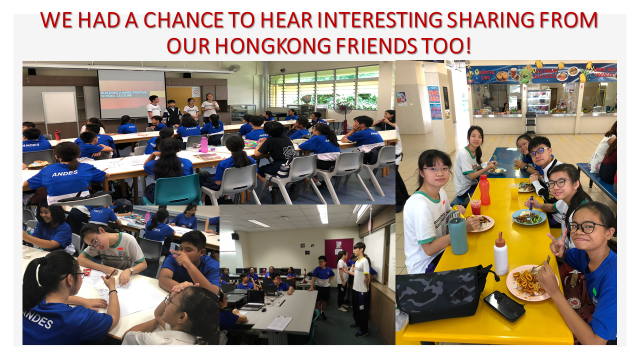 WE HAD A CHANCE TO HEAR INTERESTING SHARING FROM
OUR HONGKONG FRIENDS TOO!
ANDES
ANDES